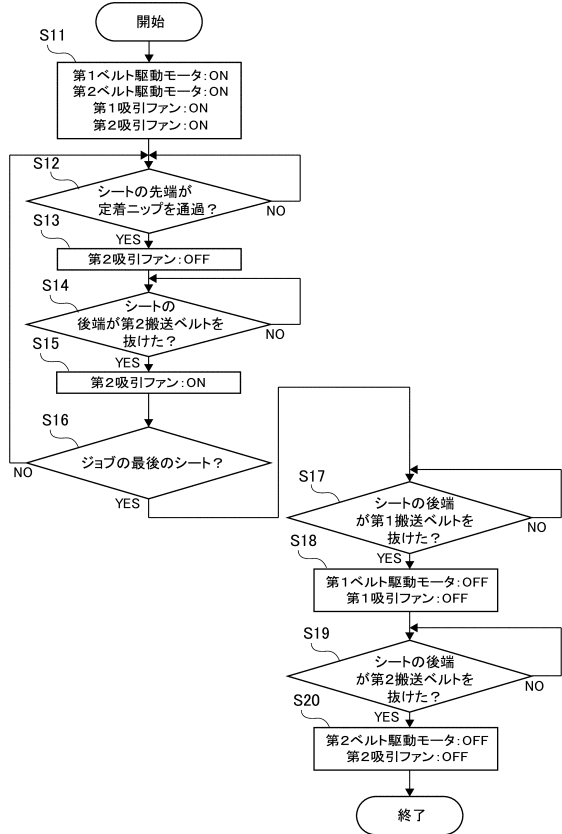 開始
S11
第1ベルト駆動モータ:ON
第2ベルト駆動モータ:ON
第1吸引ファン:ON
第2吸引ファン:ON
S12
シートの先端が
定着ニップを通過?
NO
YES
S13
第2吸引ファン:OFF
S14
シートの
後端が第2搬送ベルトを
抜けた?
NO
YES
S15
第2吸引ファン:ON
S16
ジョブの最後のシート?
NO
YES
S17
シートの後端
が第1搬送ベルトを
抜けた?
NO
YES
S18
第1ベルト駆動モータ:OFF
第1吸引ファン:OFF
S19
シートの後端
が第2搬送ベルトを
抜けた?
NO
YES
S20
第2ベルト駆動モータ:OFF
第2吸引ファン:OFF
終了